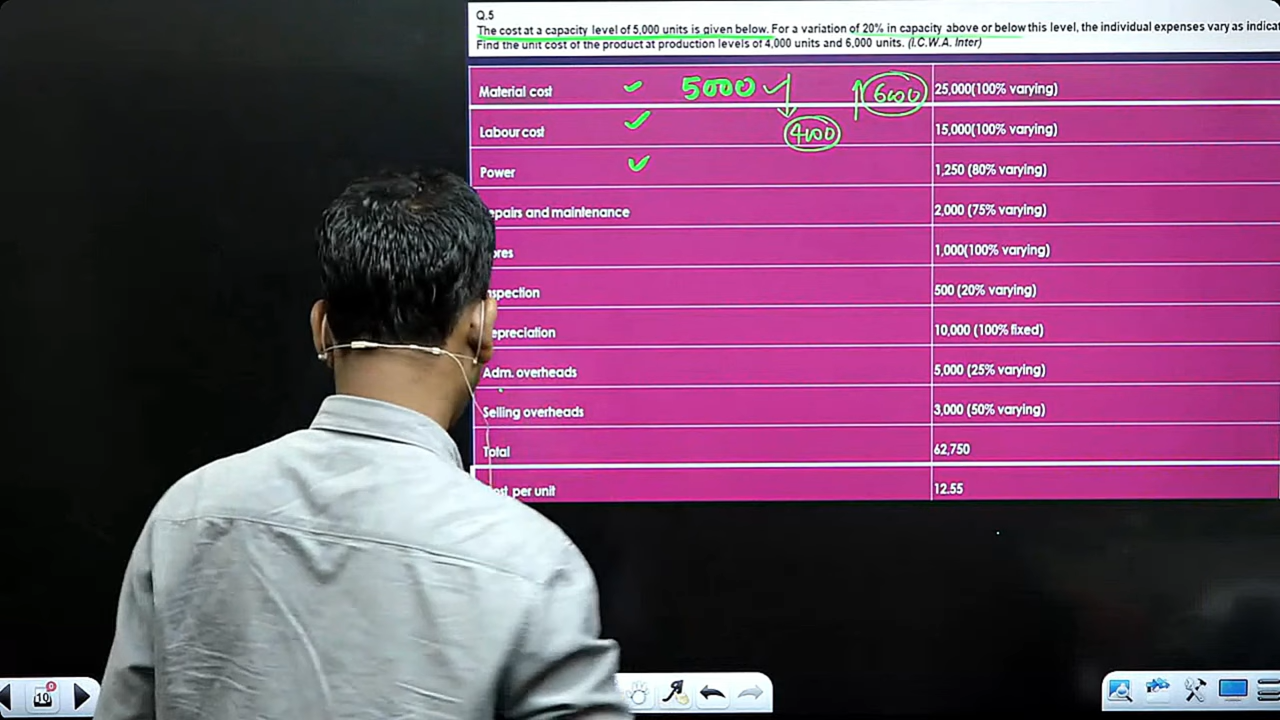 Q.5
The cost at a capacity level of 5,000 units is given below. For a variation of 20% in capacity above or below this level, the individual expenses vary as
Find the unit cost of the product at production levels of 4,000 units and 6,000 units. (I.C.W.A. Inter)
Material cost 5000 6000 25,000(100% varying)
4000
Labour cost 15,000(100% varying)
Power 1,250 (80% varying)
and maintenance 2,000 (75% varying)
1,000(100% varying)
500 (20% varying)
10,000 (100% fixed)
Adm. overheads 5,000 (25% varying)
Selling overheads 3,000 (50% varying)
Total 62,750
per unit 12.55
10